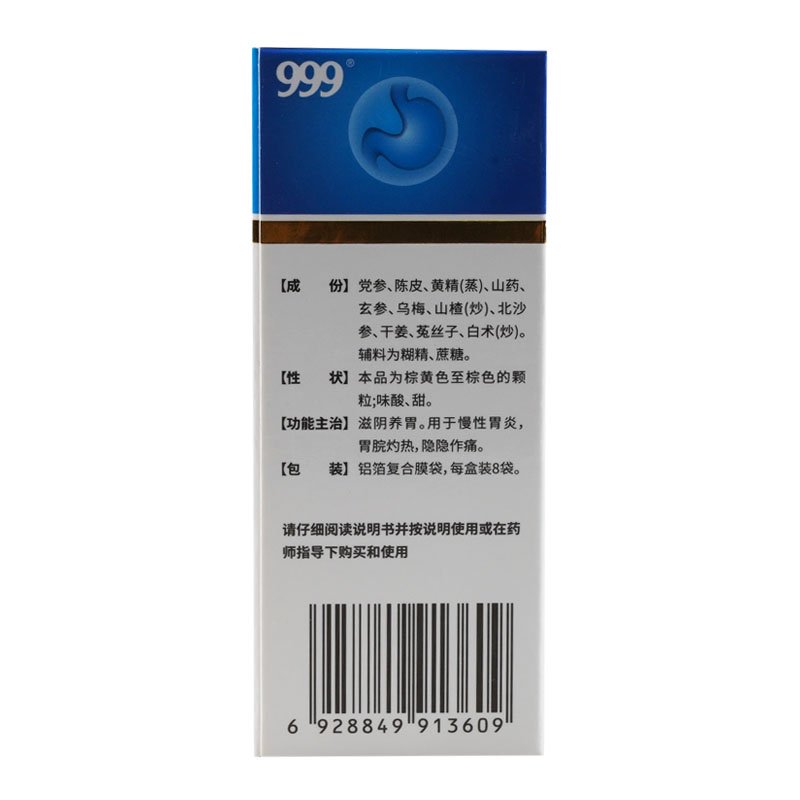 999®
【成 份】党参、陈皮、黄精(蒸)、山药、
玄参、乌梅、山楂(炒)、北沙
参、干姜、菟丝子、白术(炒)。
辅料为糊精、蔗糖。
【性 状】本品为棕黄色至棕色的颗
粒;味酸、甜。
【功能主治】滋阴养胃。用于慢性胃炎,
胃脘灼热,隐隐作痛。
【包 装】铝箔复合膜袋,每盒装8袋。
请仔细阅读说明书并按说明使用或在药
师指导下购买和使用
6 928849 913609